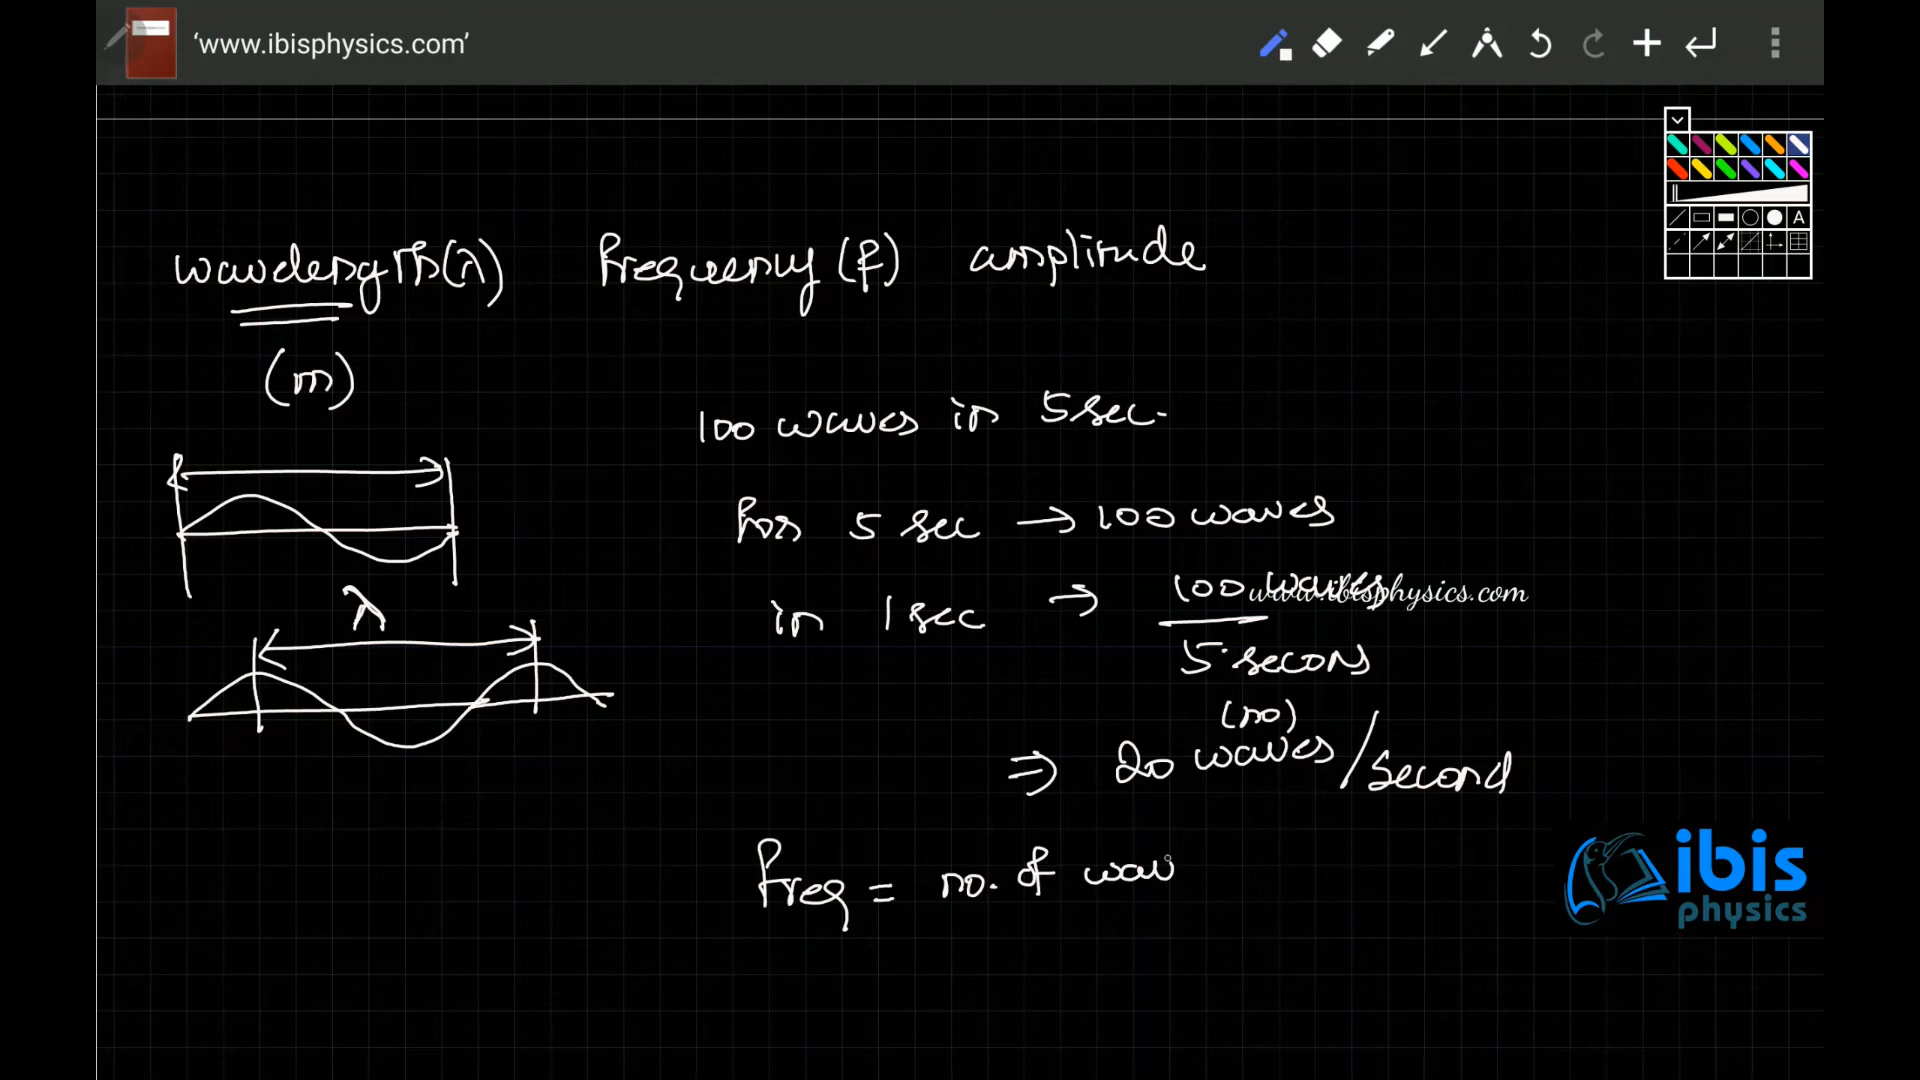 ‘www.ibisphysics.com’
A
wavelength(λ) frequency (f) amplitude
(m)
100 waves in 5 sec.
for 5 sec → 100 waves
in 1 sec → 100 waves
www.ibisphysics.com
5 secons
λ
(no)
⇒ 20 waves/second
freq = no. of wav
ibis
physics